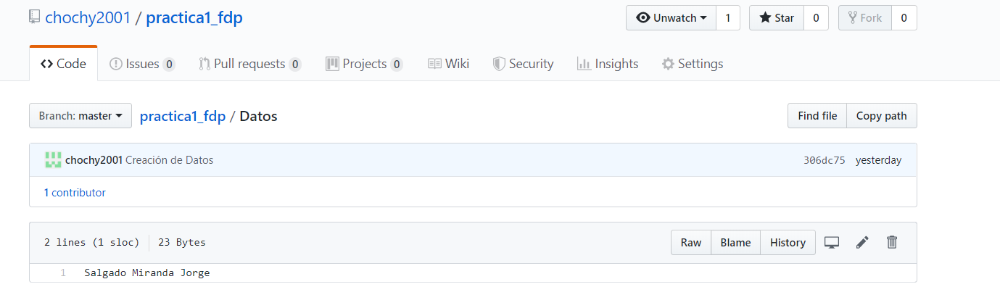 chochy2001 / practica1_fdp Unwatch 1 Star 0 Fork 0
Code Issues 0 Pull requests 0 Projects 0 Wiki Security Insights Settings
Branch: master practica1_fdp / Datos Find file Copy path
chochy2001 Creación de Datos 306dc75 yesterday
1 contributor
2 lines (1 sloc) 23 Bytes Raw Blame History
1 Salgado Miranda Jorge